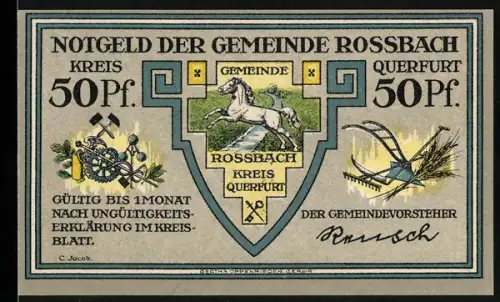 NOTGELD DER GEMEINDE ROSSBACH
KREIS QUERFURT
50 Pf. 50 Pf.
GEMEINDE
ROSSBACH
KREIS
QUERFURT
GÜLTIG BIS 1 MONAT
NACH UNGÜLTIGKEITS-
ERKLÄRUNG IM KREIS-
BLATT.
DER GEMEINDEVORSTEHER
Reusch
C. Jacob.